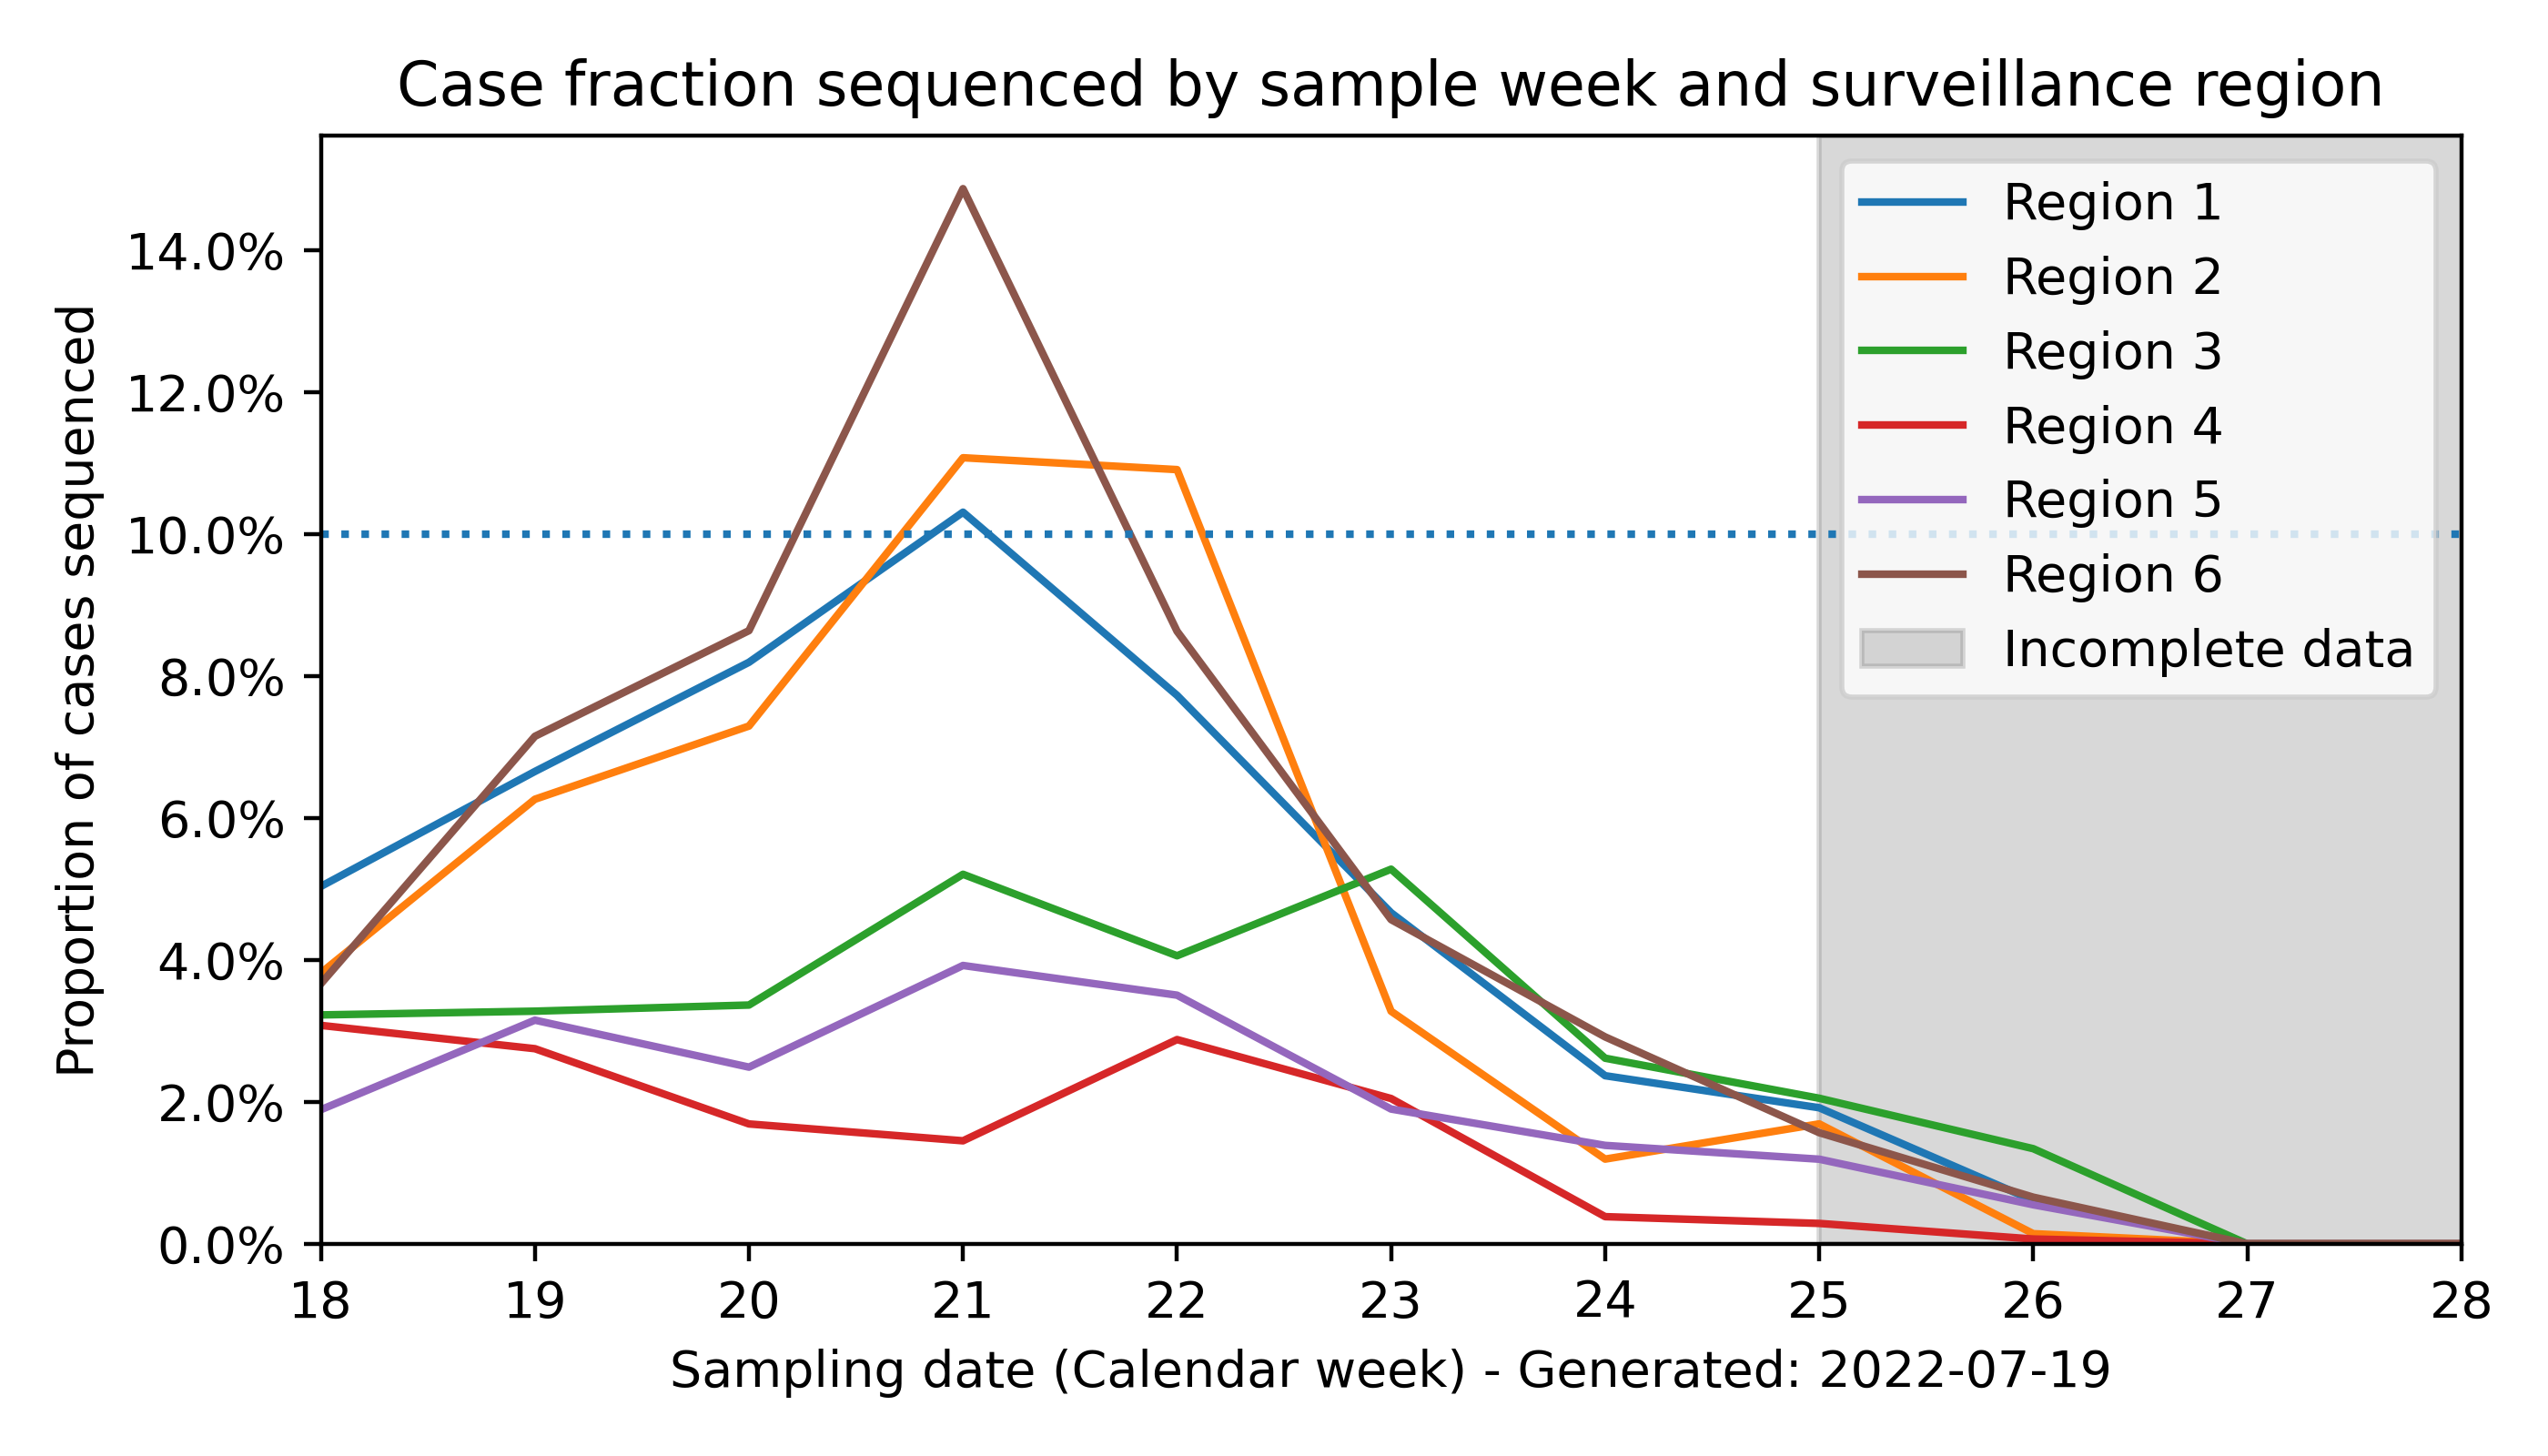 Case fraction sequenced by sample week and surveillance region
Proportion of cases sequenced
14.0%
12.0%
10.0%
8.0%
6.0%
4.0%
2.0%
0.0%
Region 1
Region 2
Region 3
Region 4
Region 5
Region 6
Incomplete data
18 19 20 21 22 23 24 25 26 27 28
Sampling date (Calendar week) - Generated: 2022-07-19